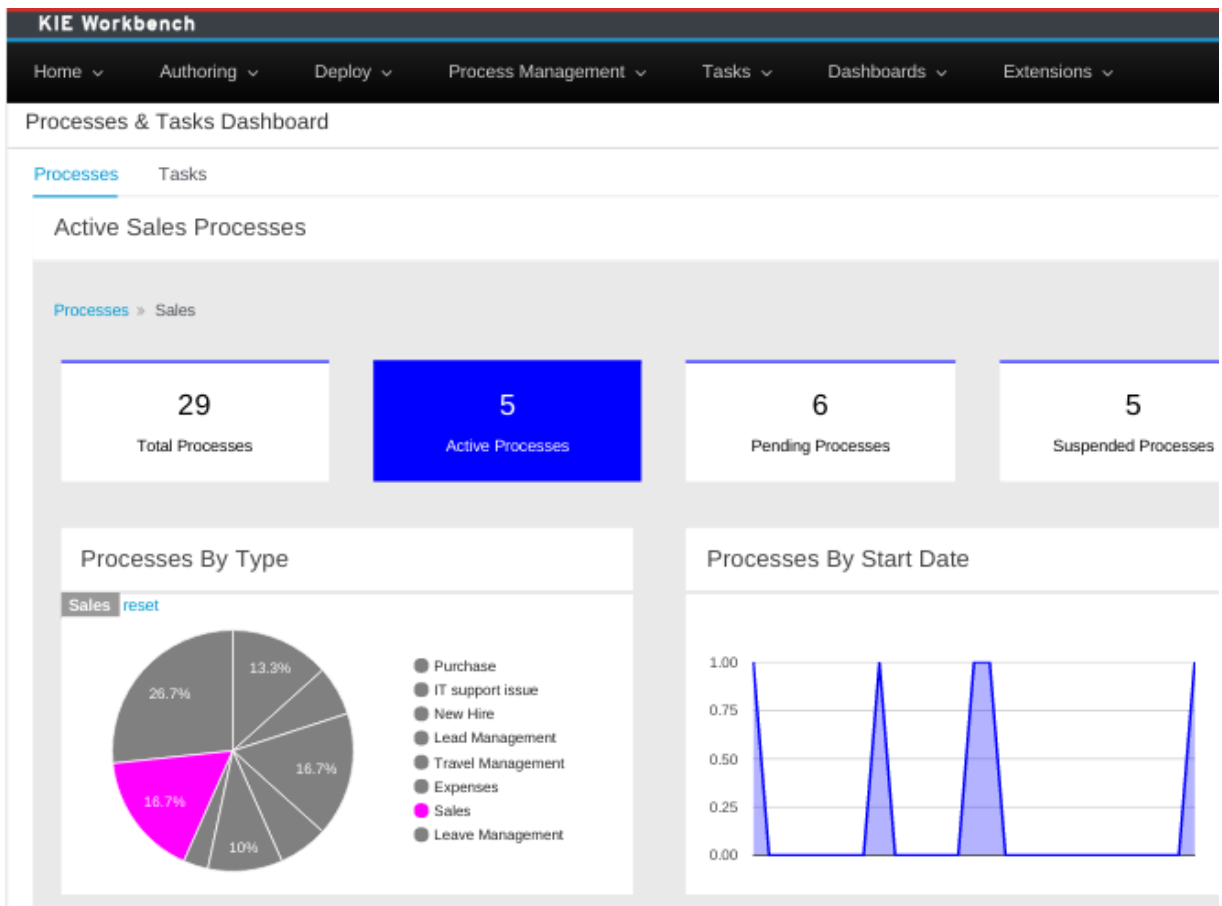 KIE Workbench
Home Authoring Deploy Process Management Tasks Dashboards Extensions
Processes & Tasks Dashboard
Processes Tasks
Active Sales Processes
Processes » Sales
29 5 6 5
Total Processes Active Processes Pending Processes Suspended Processes
Processes By Type
Sales reset
13.3%
26.7%
16.7%
16.7%
10%
Purchase
IT support issue
New Hire
Lead Management
Travel Management
Expenses
Sales
Leave Management
Processes By Start Date
1.00
0.75
0.50
0.25
0.00